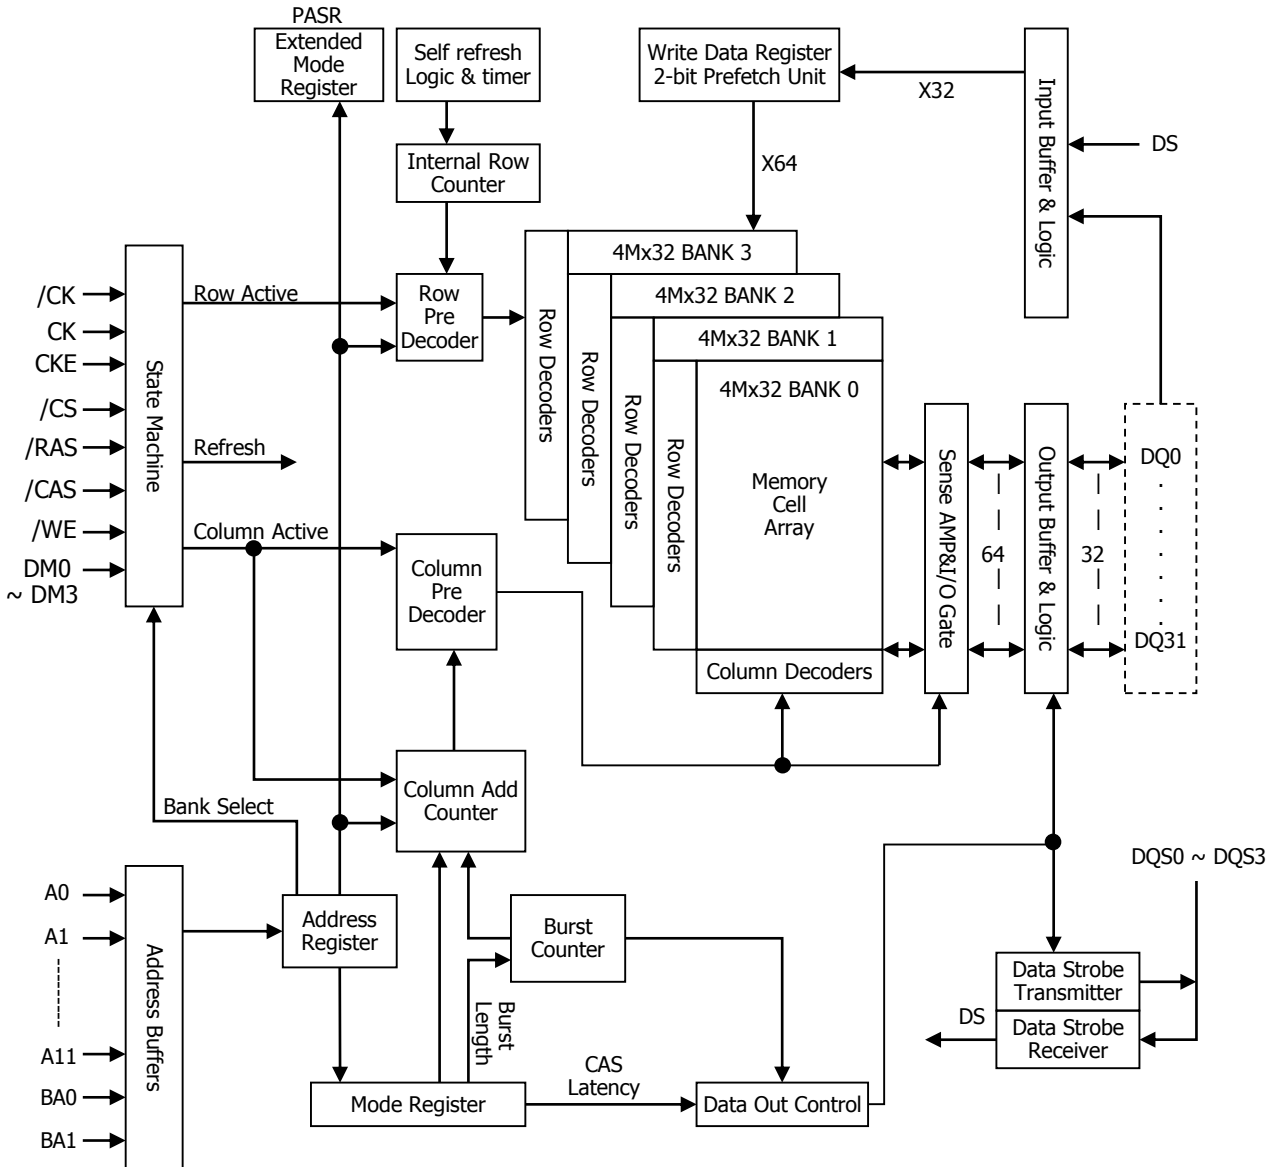 PASR
Extended
Mode
Register
Self refresh
Logic & timer
Internal Row
Counter
Write Data Register
2-bit Prefetch Unit
X32
X64
Input Buffer & Logic
DS
/CK
CK
CKE
/CS
/RAS
/CAS
/WE
DM0
~ DM3
State Machine
Row Active
Refresh
Column Active
Row
Pre
Decoder
Row Decoders
Row Decoders
Row Decoders
Row Decoders
4Mx32 BANK 3
4Mx32 BANK 2
4Mx32 BANK 1
4Mx32 BANK 0
Memory
Cell
Array
Column Decoders
Sense AMP&I/O Gate
64
Output Buffer & Logic
32
DQ0
.
.
.
.
.
.
.
DQ31
Column
Pre
Decoder
Column Add
Counter
Bank Select
A0
A1
A11
BA0
BA1
Address Buffers
Address
Register
Burst
Counter
Burst
Length
Mode Register
CAS
Latency
Data Out Control
DQS0 ~ DQS3
Data Strobe
Transmitter
DS
Data Strobe
Receiver